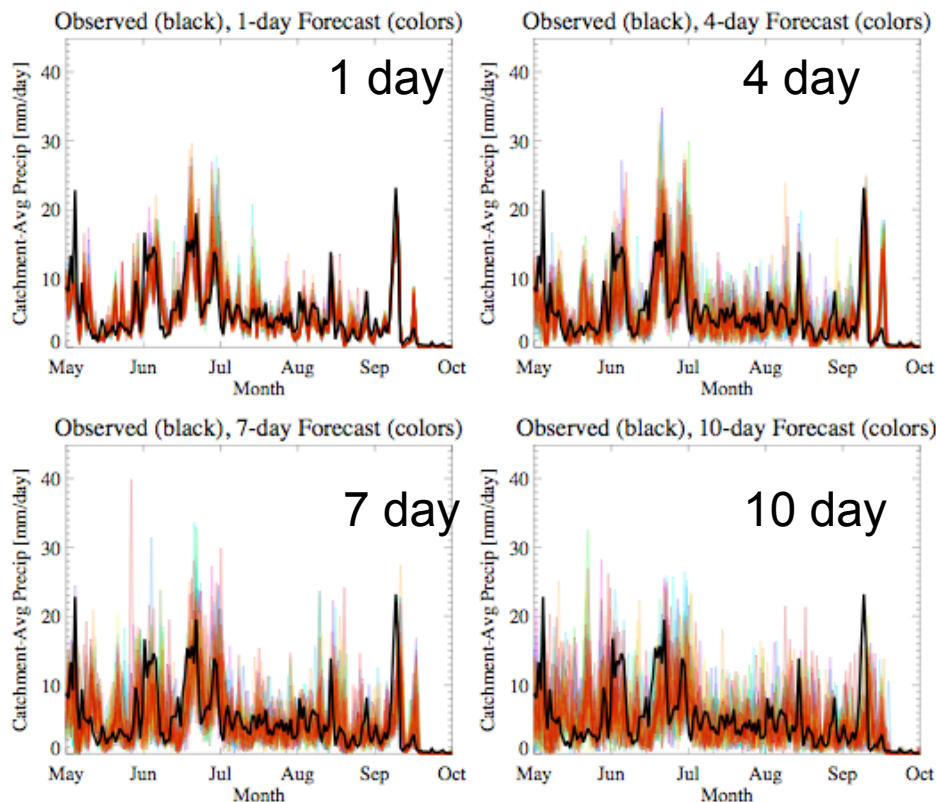 Observed (black), 1-day Forecast (colors)
1 day
Catchment-Avg Precip [mm/day]
40
30
20
10
0
May Jun Jul Aug Sep Oct
Month
Observed (black), 4-day Forecast (colors)
4 day
Catchment-Avg Precip [mm/day]
40
30
20
10
0
May Jun Jul Aug Sep Oct
Month
Observed (black), 7-day Forecast (colors)
7 day
Catchment-Avg Precip [mm/day]
40
30
20
10
0
May Jun Jul Aug Sep Oct
Month
Observed (black), 10-day Forecast (colors)
10 day
Catchment-Avg Precip [mm/day]
40
30
20
10
0
May Jun Jul Aug Sep Oct
Month